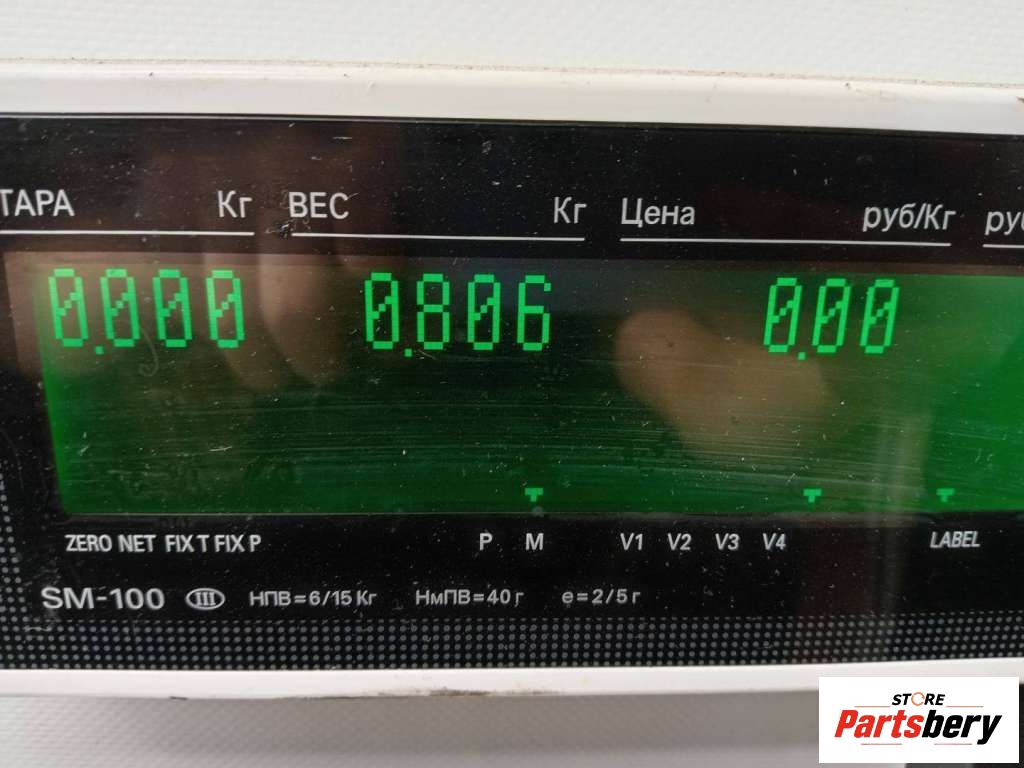 ТАРА Кг ВЕС Кг Цена руб/Кг
0.000 0.806 0.00
ZERO NET FIX T FIX P P M V1 V2 V3 V4 LABEL
SM-100 III НПВ=6/15 Кг НмПВ=40 г e=2/5 г
STORE
Partsbery